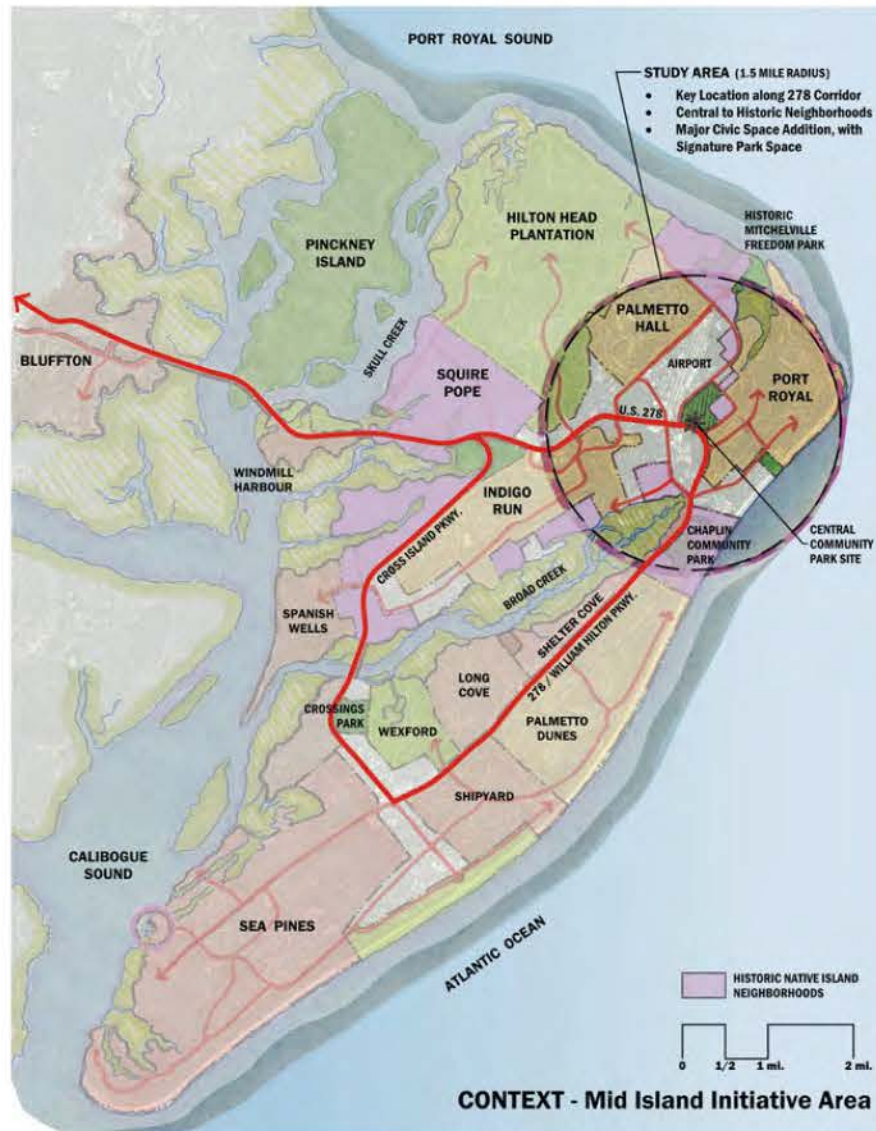 PORT ROYAL SOUND
STUDY AREA (1.5 MILE RADIUS)
• Key Location along 278 Corridor
• Central to Historic Neighborhoods
• Major Civic Space Addition, with
Signature Park Space
HILTON HEAD
PLANTATION
HISTORIC
MITCHELVILLE
FREEDOM PARK
PINCKNEY
ISLAND
PALMETTO
HALL
AIRPORT
BLUFFTON
SKULL CREEK
SQUIRE
POPE
PORT
ROYAL
U.S. 278
WINDMILL
HARBOUR
INDIGO
RUN
CROSS ISLAND PKWY.
CHAPLIN
COMMUNITY
PARK
CENTRAL
COMMUNITY
PARK SITE
BROAD CREEK
SPANISH
WELLS
SHELTER COVE
278 / WILLIAM HILTON PKWY.
LONG
COVE
CROSSINGS
PARK
WEXFORD
PALMETTO
DUNES
SHIPYARD
CALIBOGUE
SOUND
SEA PINES
ATLANTIC OCEAN
HISTORIC NATIVE ISLAND
NEIGHBORHOODS
0 1/2 1 mi. 2 mi.
CONTEXT - Mid Island Initiative Area